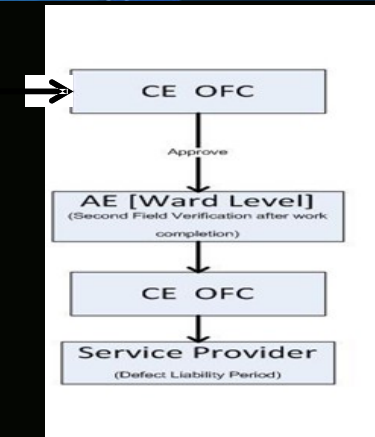 CE OFC
Approve
AE [Ward Level]
(Second Field Verification after work
completion)
CE OFC
Service Provider
(Defect Liability Period)